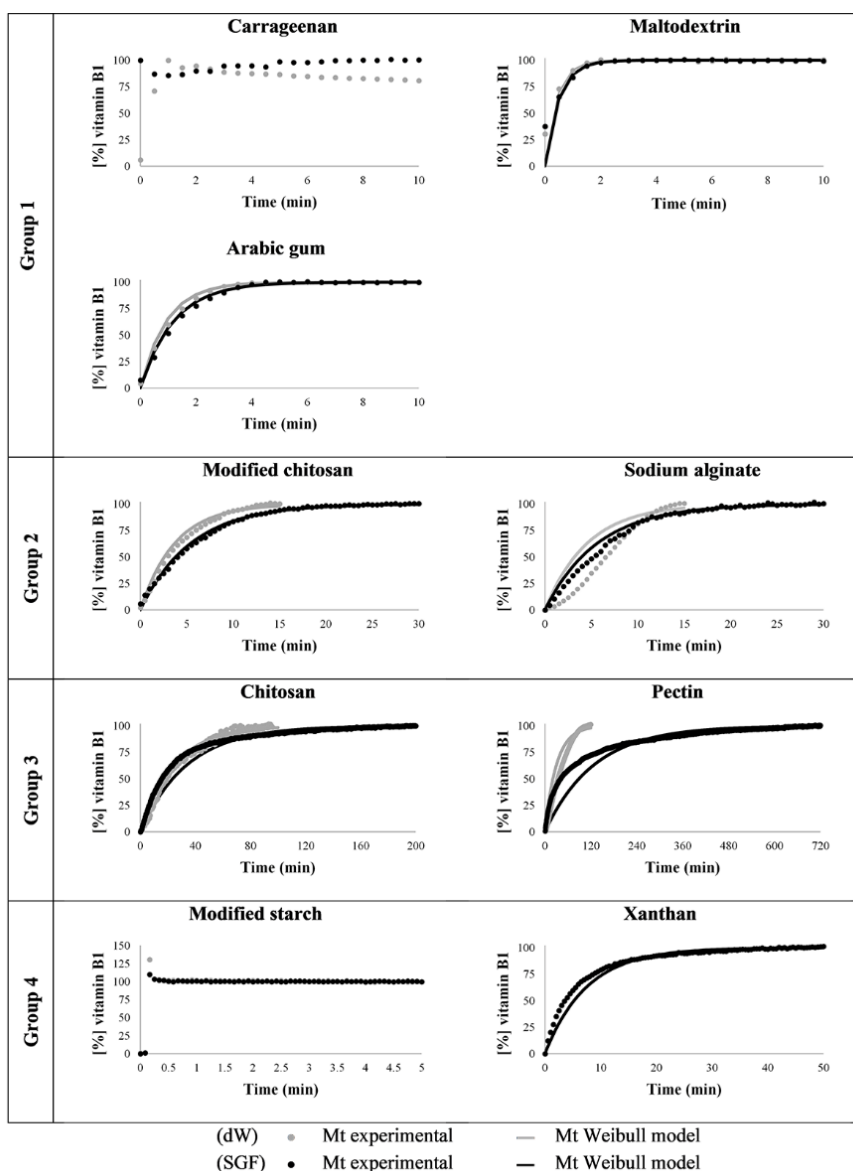 Group 1
Carrageenan
[%] vitamin B1
100
75
50
25
0
0 2 4 6 8 10
Time (min)
Maltodextrin
[%] vitamin B1
100
75
50
25
0
0 2 4 6 8 10
Time (min)
Arabic gum
[%] vitamin B1
100
75
50
25
0
0 2 4 6 8 10
Time (min)
Group 2
Modified chitosan
[%] vitamin B1
100
75
50
25
0
0 5 10 15 20 25 30
Time (min)
Sodium alginate
[%] vitamin B1
100
75
50
25
0
0 5 10 15 20 25 30
Time (min)
Group 3
Chitosan
[%] vitamin B1
100
75
50
25
0
0 40 80 120 160 200
Time (min)
Pectin
[%] vitamin B1
100
75
50
25
0
0 120 240 360 480 600 720
Time (min)
Group 4
Modified starch
[%] vitamin B1
150
125
100
75
50
25
0
0 0.5 1 1.5 2 2.5 3 3.5 4 4.5 5
Time (min)
Xanthan
[%] vitamin B1
100
75
50
25
0
0 10 20 30 40 50
Time (min)
(dW) Mt experimental Mt Weibull model
(SGF) Mt experimental Mt Weibull model